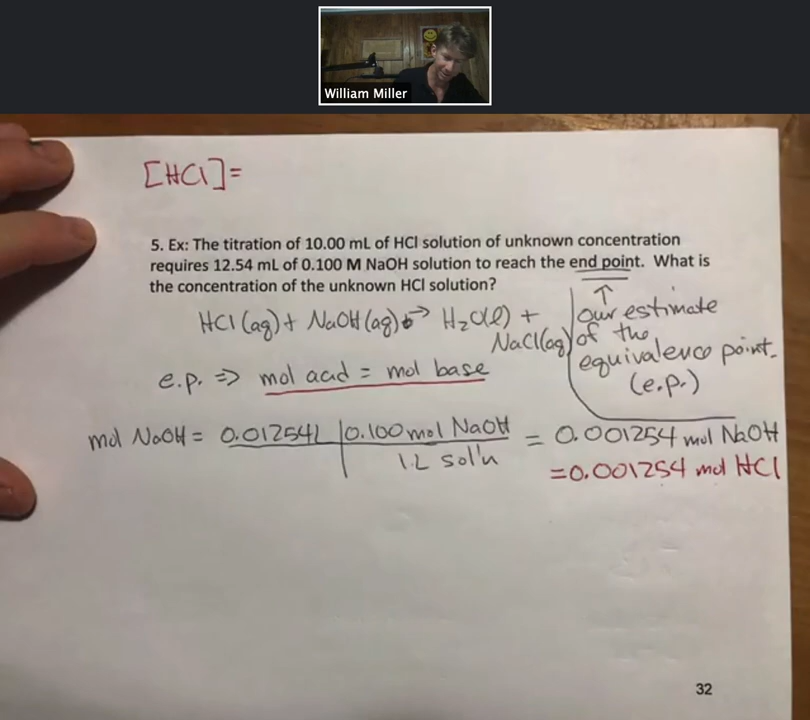 William Miller
[HCl]=
5. Ex: The titration of 10.00 mL of HCl solution of unknown concentration
requires 12.54 mL of 0.100 M NaOH solution to reach the end point. What is
the concentration of the unknown HCl solution?
HCl(aq) + NaOH(aq) → H₂O(l) +
NaCl(aq)
↑
our estimate
of the
equivalence point.
(e.p.)
e.p. ⇒ mol acid = mol base
mol NaOH = 0.01254L | 0.100 mol NaOH = 0.001254 mol NaOH
1 L sol'n
=0.001254 mol HCl
32